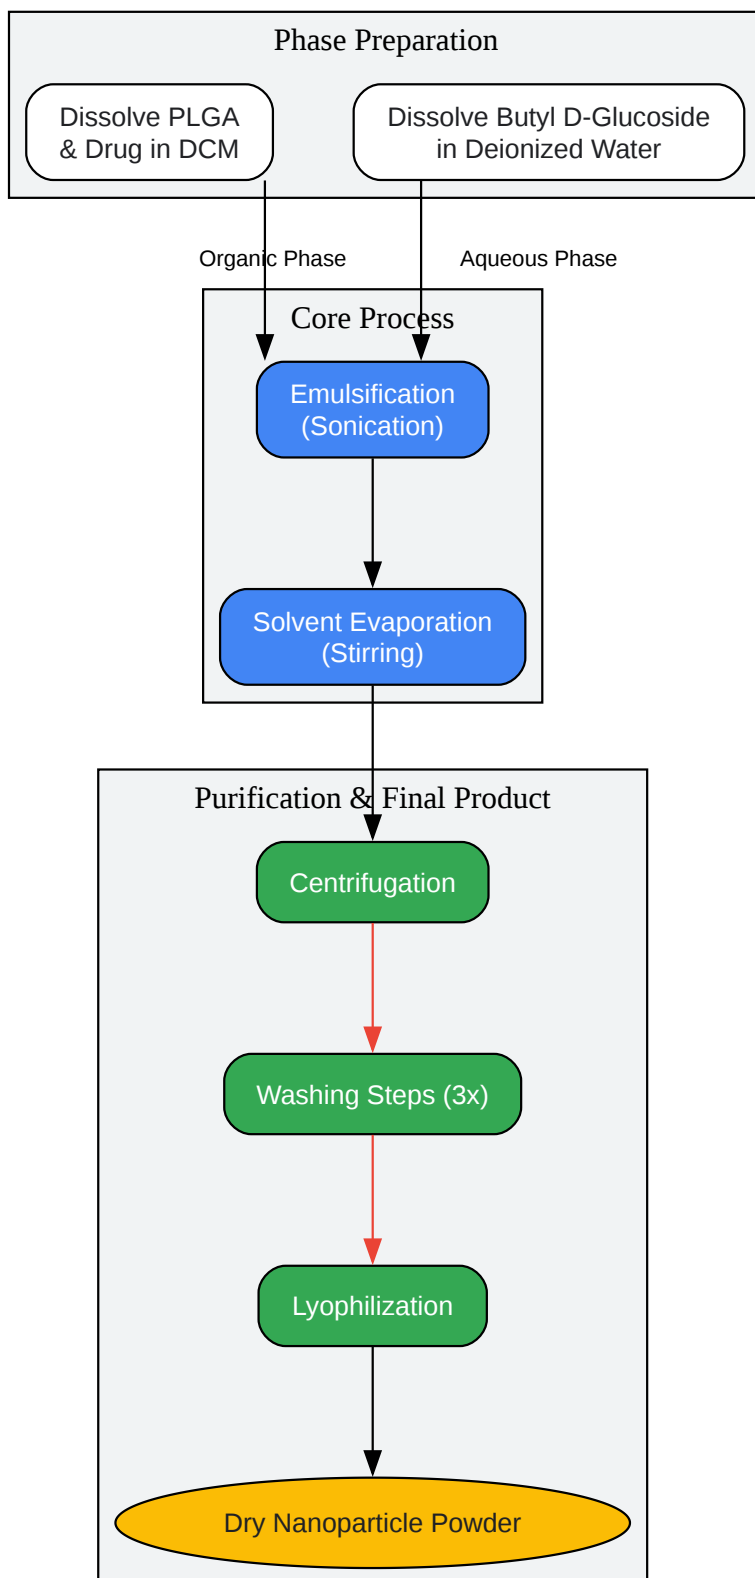 Phase Preparation
Dissolve PLGA
& Drug in DCM
Dissolve Butyl D-Glucoside
in Deionized Water
Organic Phase
Aqueous Phase
Core Process
Emulsification
(Sonication)
Solvent Evaporation
(Stirring)
Purification & Final Product
Centrifugation
Washing Steps (3x)
Lyophilization
Dry Nanoparticle Powder